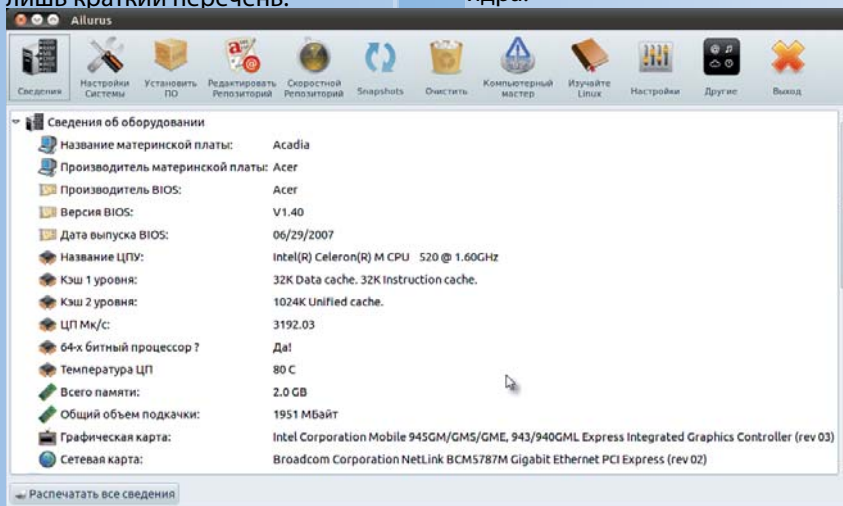 лишь краткий перечень.
ядра.
Ailurus
Сведения
Настройки Системы
Установить ПО
Редактировать Репозиторий
Скоростной Репозиторий
Snapshots
Очистить
Компьютерный мастер
Изучайте Linux
Настройки
Другие
Выход
Сведения об оборудовании
Название материнской платы: Acadia
Производитель материнской платы: Acer
Производитель BIOS: Acer
Версия BIOS: V1.40
Дата выпуска BIOS: 06/29/2007
Название ЦПУ: Intel(R) Celeron(R) M CPU 520 @ 1.60GHz
Кэш 1 уровня: 32K Data cache. 32K Instruction cache.
Кэш 2 уровня: 1024K Unified cache.
ЦП Мк/с: 3192.03
64-х битный процессор ? Да!
Температура ЦП 80 C
Всего памяти: 2.0 GB
Общий объем подкачки: 1951 МБайт
Графическая карта: Intel Corporation Mobile 945GM/GMS/GME, 943/940GML Express Integrated Graphics Controller (rev 03)
Сетевая карта: Broadcom Corporation NetLink BCM5787M Gigabit Ethernet PCI Express (rev 02)
Распечатать все сведения